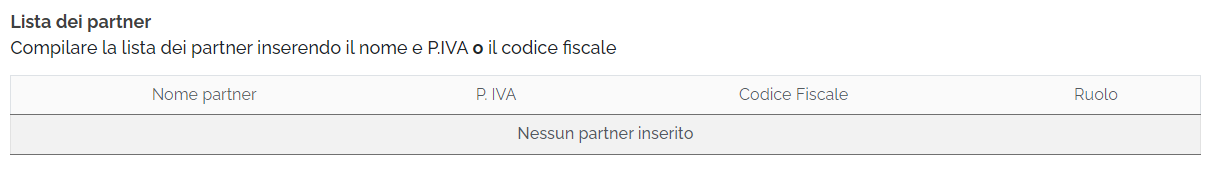 Lista dei partner
Compilare la lista dei partner inserendo il nome e P.IVA o il codice fiscale
Nome partner P. IVA Codice Fiscale Ruolo
Nessun partner inserito